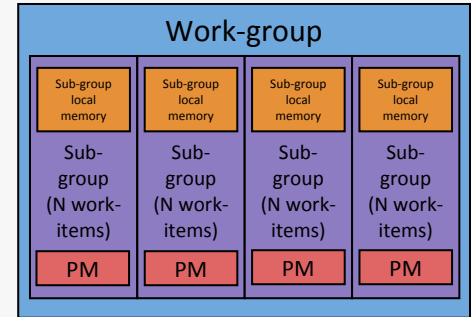 Work-group
Sub-group
local
memory
Sub-
group
(N work-
items)
PM
Sub-group
local
memory
Sub-
group
(N work-
items)
PM
Sub-group
local
memory
Sub-
group
(N work-
items)
PM
Sub-group
local
memory
Sub-
group
(N work-
items)
PM